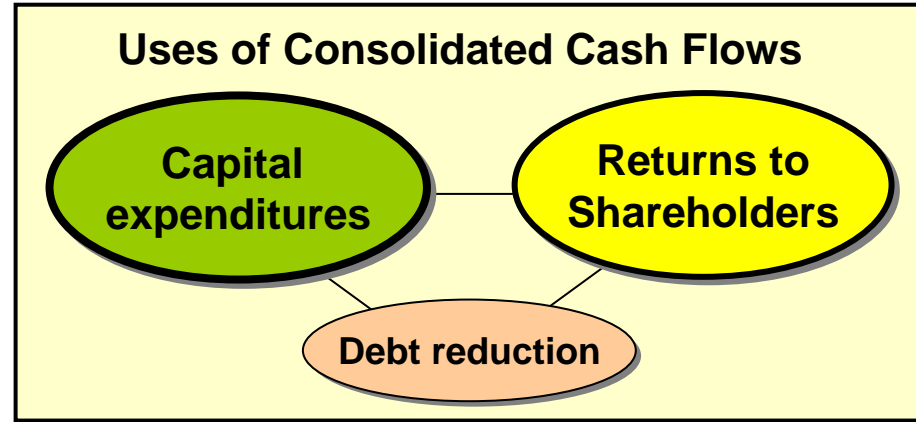 Uses of Consolidated Cash Flows
Capital
expenditures
Returns to
Shareholders
Debt reduction